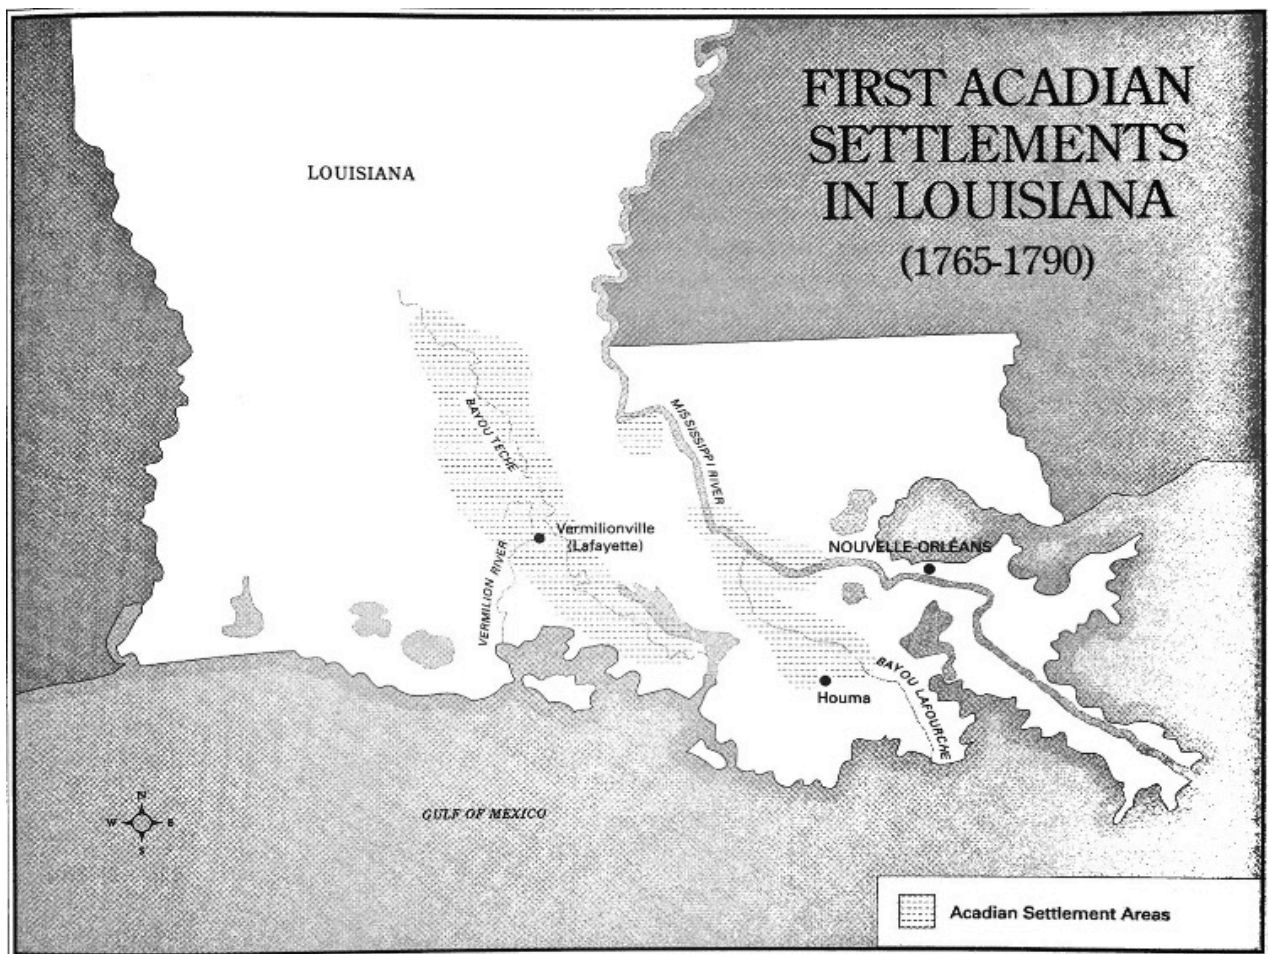 FIRST ACADIAN
SETTLEMENTS
IN LOUISIANA
(1765-1790)
LOUISIANA
BAYOU TECHE
MISSISSIPPI RIVER
Vermilionville
(Lafayette)
NOUVELLE-ORLÉANS
VERMILION RIVER
BAYOU LAFOURCHE
Houma
GULF OF MEXICO
N
W E
S
Acadian Settlement Areas